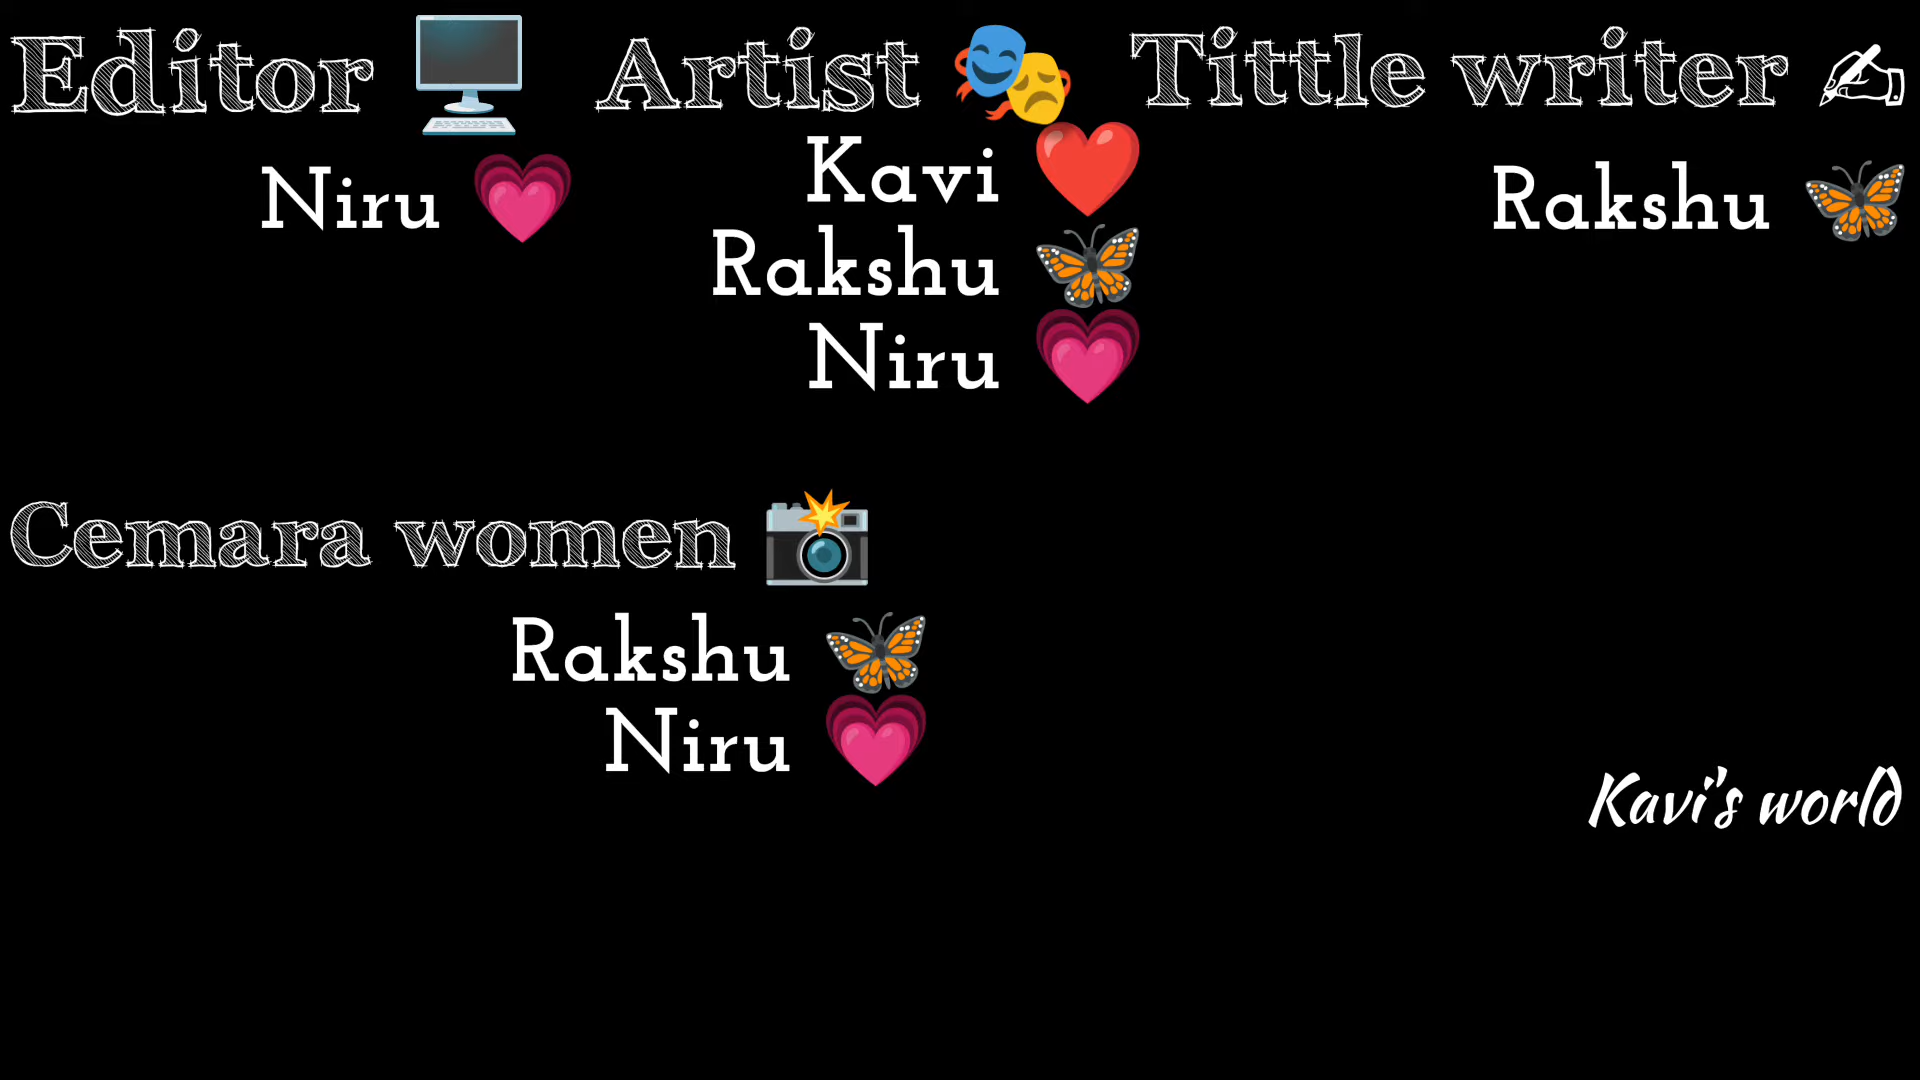 Editor 🖥️
Niru 💗
Artist 🎭
Kavi ❤️
Rakshu 🦋
Niru 💗
Tittle writer ✍️
Rakshu 🦋
Cemara women 📸
Rakshu 🦋
Niru 💗
Kavi's world